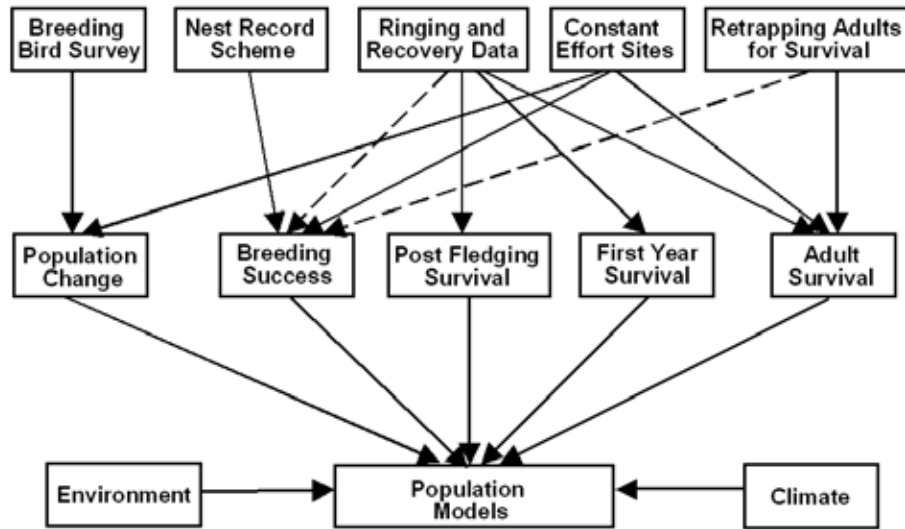 Breeding
Bird Survey
Nest Record
Scheme
Ringing and
Recovery Data
Constant
Effort Sites
Retrapping Adults
for Survival
Population
Change
Breeding
Success
Post Fledging
Survival
First Year
Survival
Adult
Survival
Environment
Population
Models
Climate